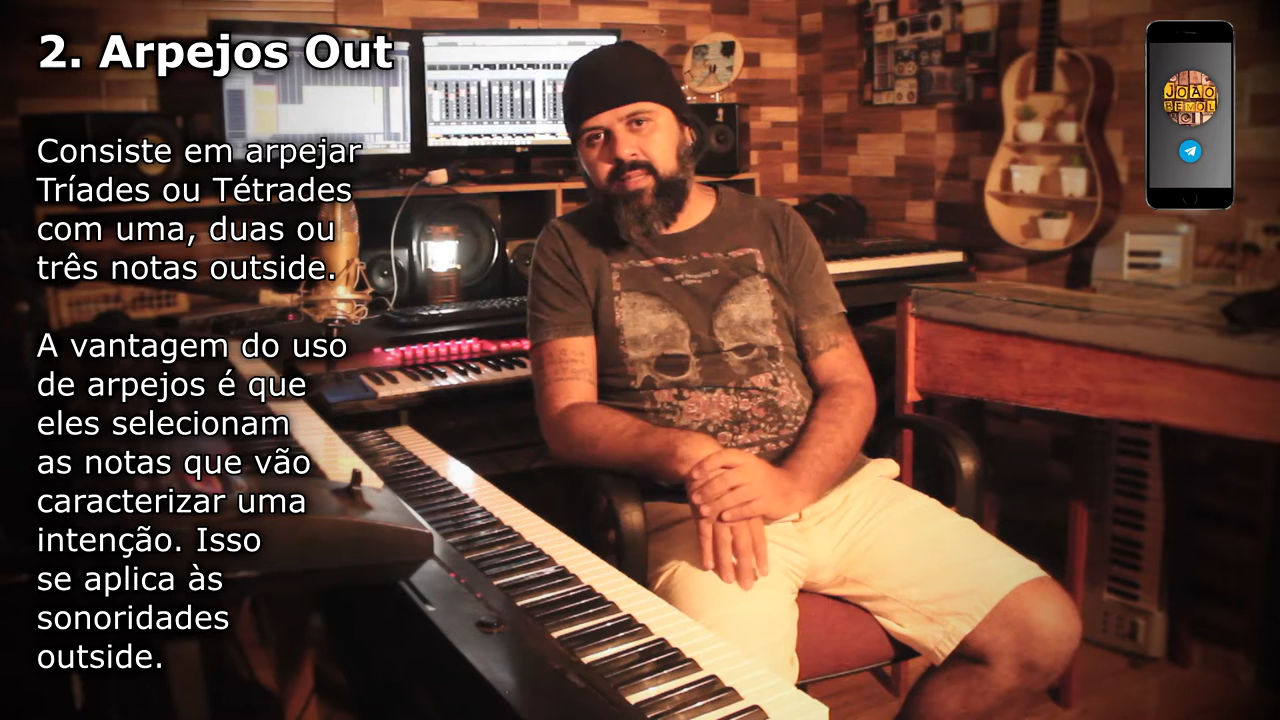 2. Arpejos Out
Consiste em arpejar
Tríades ou Tétrades
com uma, duas ou
três notas outside.
A vantagem do uso
de arpejos é que
eles selecionam
as notas que vão
caracterizar uma
intenção. Isso
se aplica às
sonoridades
outside.
JOÃO
BEMOL